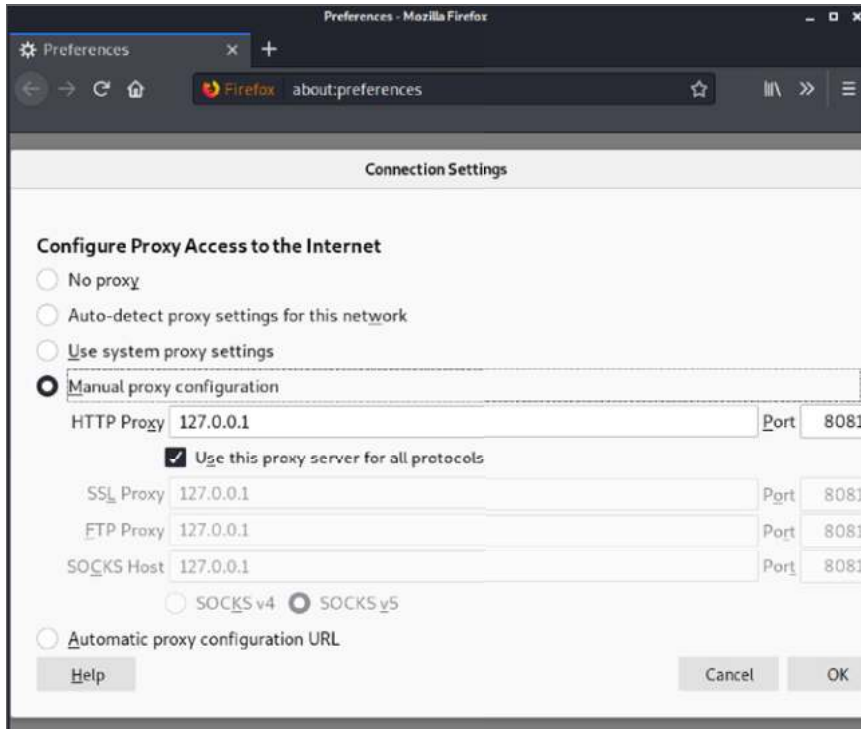 Preferences - Mozilla Firefox
Preferences
Firefox about:preferences
Connection Settings
Configure Proxy Access to the Internet
No proxy
Auto-detect proxy settings for this network
Use system proxy settings
Manual proxy configuration
HTTP Proxy 127.0.0.1 Port 8081
Use this proxy server for all protocols
SSL Proxy 127.0.0.1 Port 8081
FTP Proxy 127.0.0.1 Port 8081
SOCKS Host 127.0.0.1 Port 8081
SOCKS v4 SOCKS v5
Automatic proxy configuration URL
Help Cancel OK